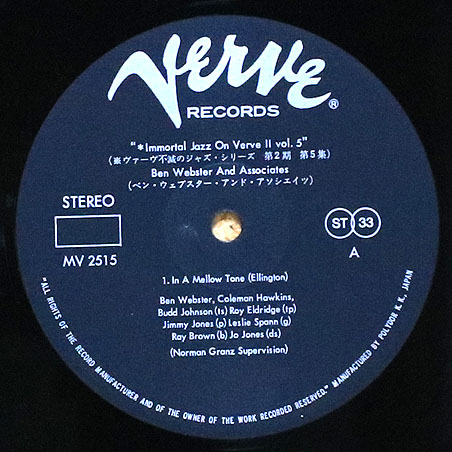 Verve
RECORDS ®
"*Immortal Jazz On Verve II vol. 5"
(※ヴァーヴ不滅のジャズ・シリーズ 第2期 第5集)
Ben Webster And Associates
(ベン・ウェブスター・アンド・アソシエイツ)
STEREO
MV 2515
ST 33
A
1. In A Mellow Tone (Ellington)
Ben Webster, Coleman Hawkins,
Budd Johnson (ts) Roy Eldridge (tp)
Jimmy Jones (p) Leslie Spann (g)
Ray Brown (b) Jo Jones (ds)
(Norman Granz Supervision)
"ALL RIGHTS OF THE RECORD MANUFACTURER AND OF THE OWNER OF THE WORK RECORDED RESERVED." MANUFACTURED BY POLYDOR K. K., JAPAN